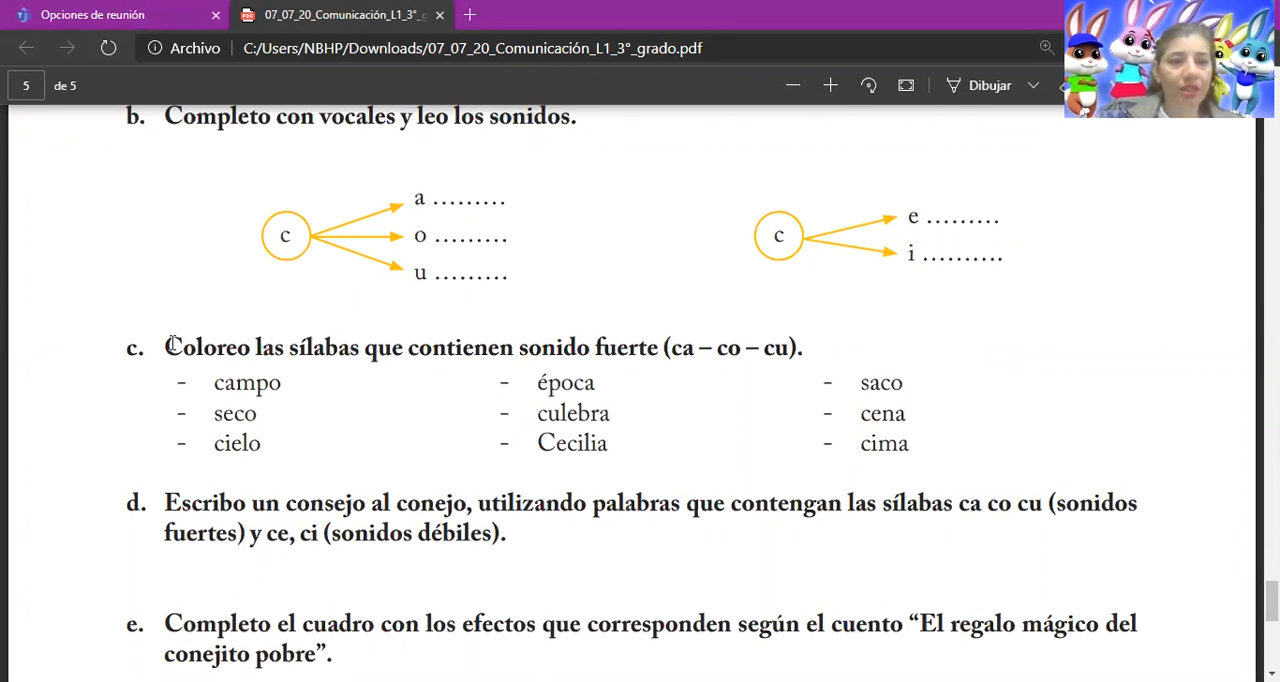 Opciones de reunión
07_07_20_Comunicación_L1_3°_g
Archivo
C:/Users/NBHP/Downloads/07_07_20_Comunicación_L1_3°_grado.pdf
5 de 5
Dibujar
b. Completo con vocales y leo los sonidos.
a .........
e .........
c
o .........
c
i ..........
u .........
c. Coloreo las sílabas que contienen sonido fuerte (ca – co – cu).
- campo - época - saco
- seco - culebra - cena
- cielo - Cecilia - cima
d. Escribo un consejo al conejo, utilizando palabras que contengan las sílabas ca co cu (sonidos
fuertes) y ce, ci (sonidos débiles).
e. Completo el cuadro con los efectos que corresponden según el cuento “El regalo mágico del
conejito pobre”.